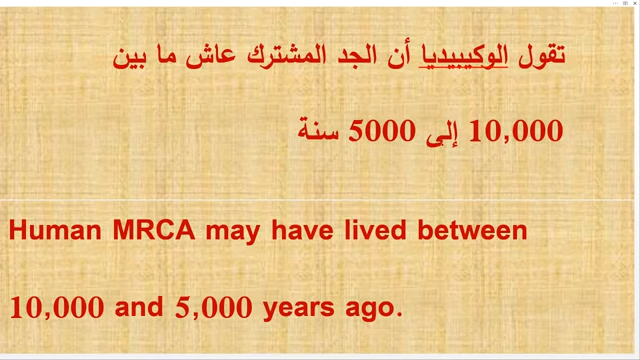 تقول الوكيبيديا أن الجد المشترك عاش ما بين
10,000 إلى 5000 سنة
Human MRCA may have lived between
10,000 and 5,000 years ago.